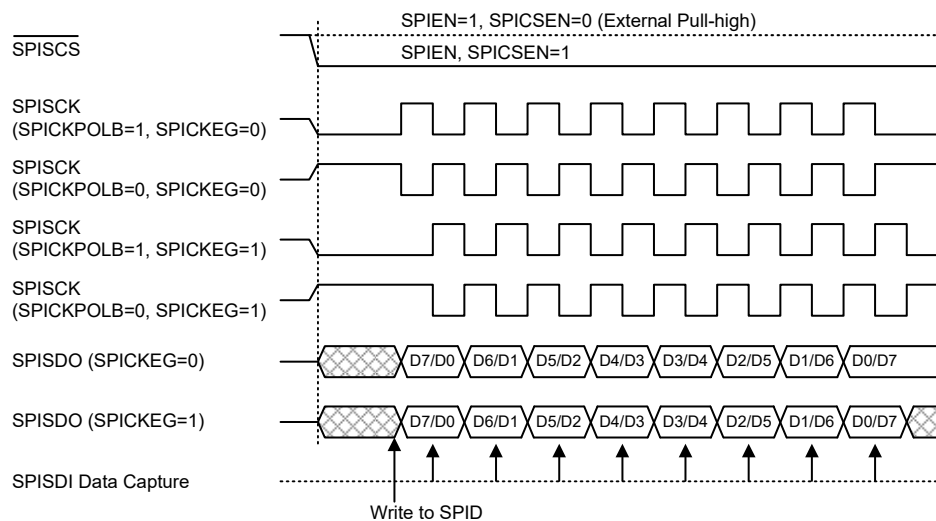 SPIEN=1, SPICSEN=0 (External Pull-high)
SPISCS
SPIEN, SPICSEN=1
SPISCK
(SPICKPOLB=1, SPICKEG=0)
SPISCK
(SPICKPOLB=0, SPICKEG=0)
SPISCK
(SPICKPOLB=1, SPICKEG=1)
SPISCK
(SPICKPOLB=0, SPICKEG=1)
SPISDO (SPICKEG=0) D7/D0 D6/D1 D5/D2 D4/D3 D3/D4 D2/D5 D1/D6 D0/D7
SPISDO (SPICKEG=1) D7/D0 D6/D1 D5/D2 D4/D3 D3/D4 D2/D5 D1/D6 D0/D7
SPISDI Data Capture
Write to SPID